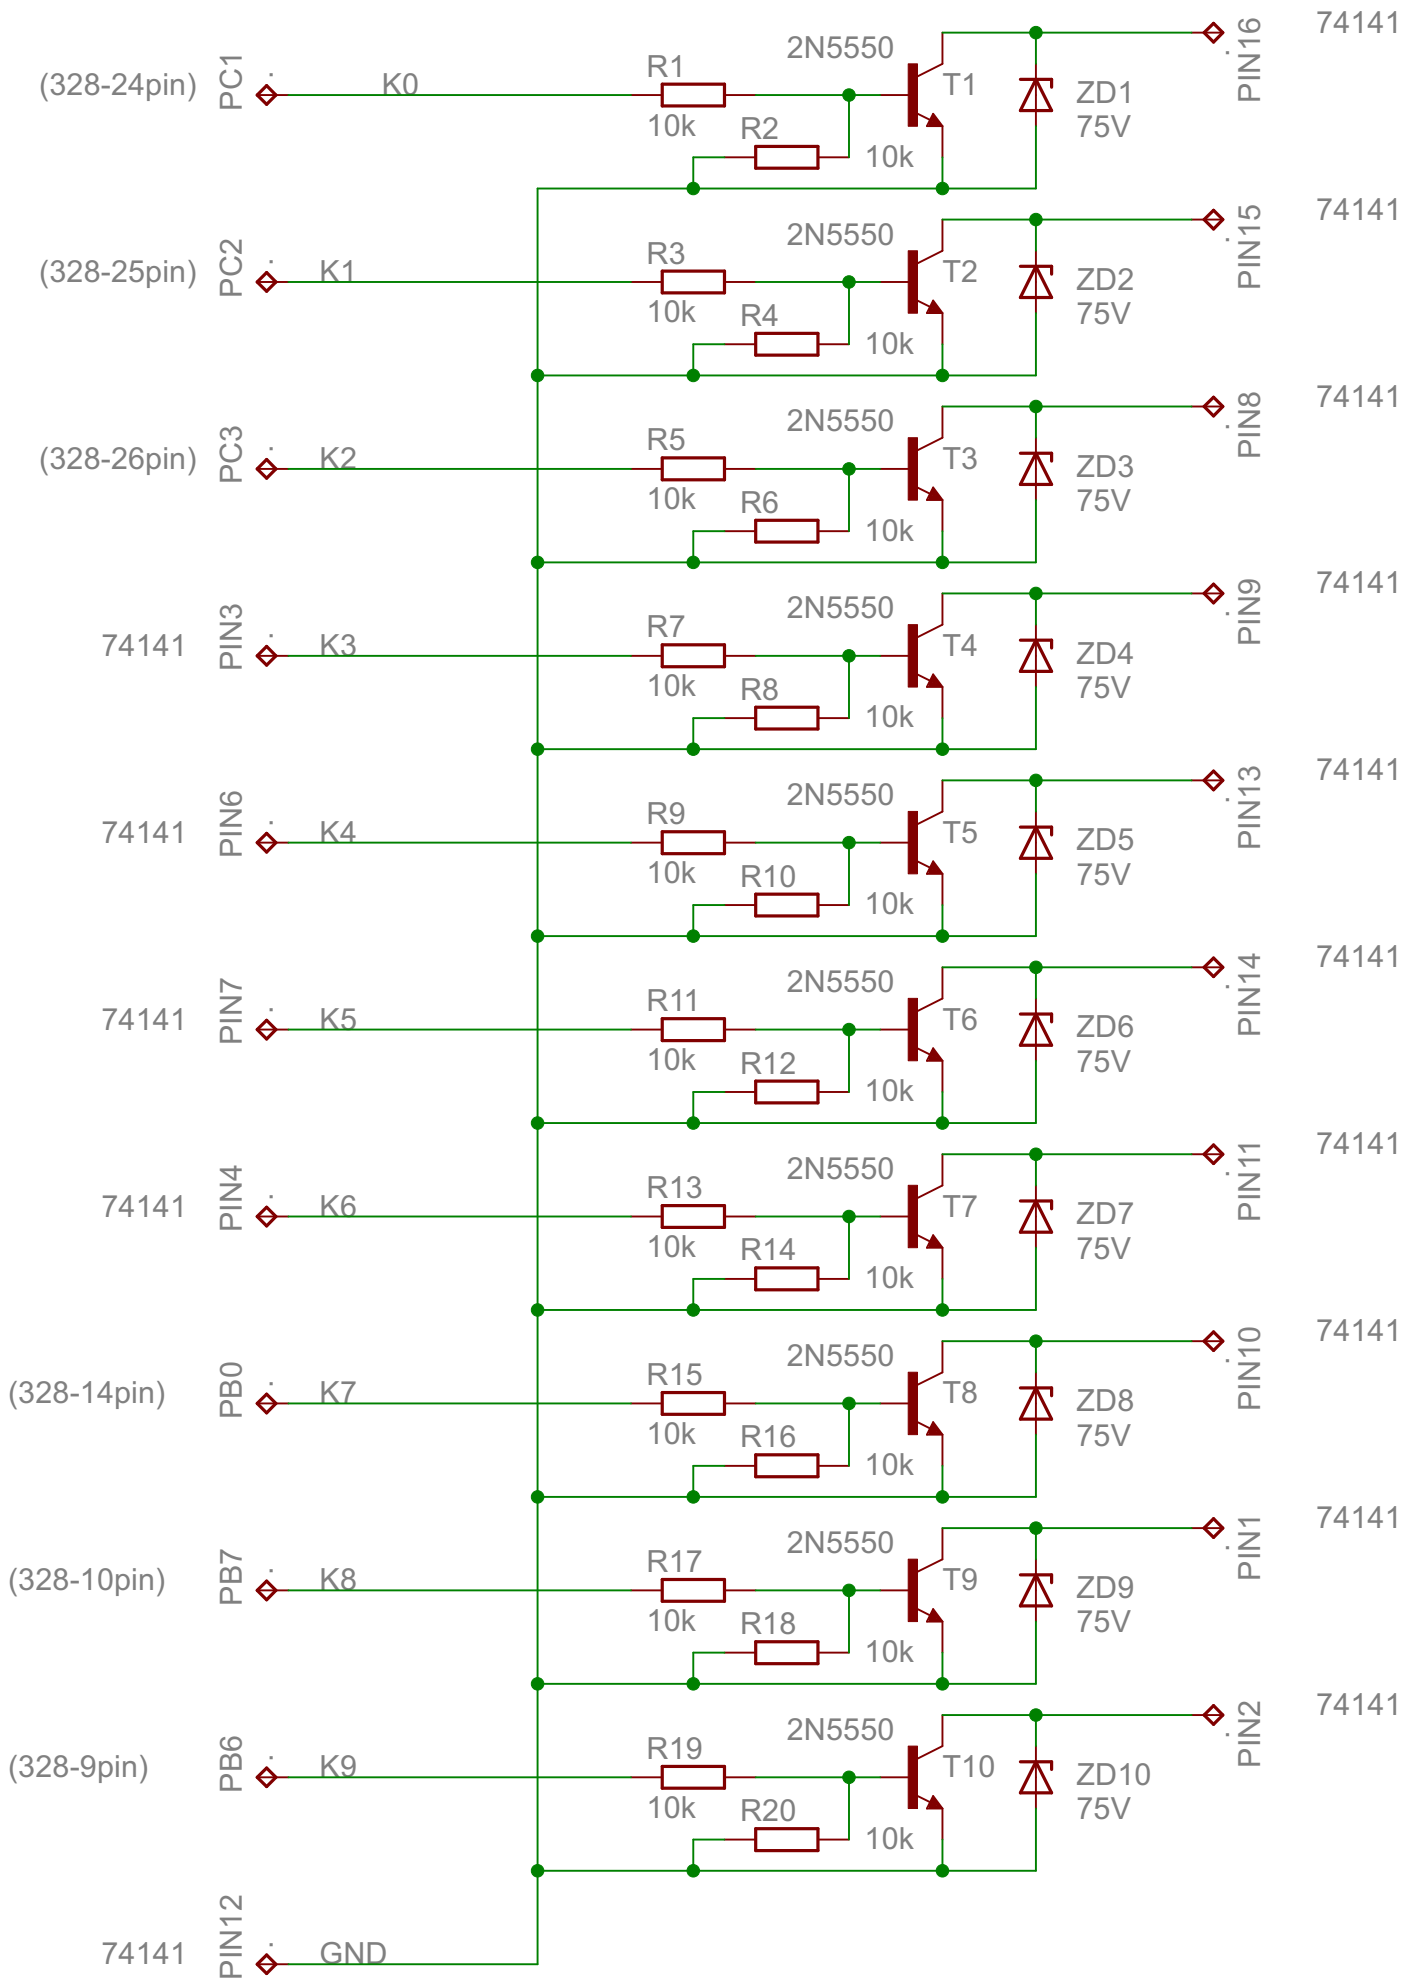 (328-24pin) PC1 K0 R1 10k R2 10k 2N5550 T1 ZD1 75V PIN16 74141
(328-25pin) PC2 K1 R3 10k R4 10k 2N5550 T2 ZD2 75V PIN15 74141
(328-26pin) PC3 K2 R5 10k R6 10k 2N5550 T3 ZD3 75V PIN8 74141
74141 PIN3 K3 R7 10k R8 10k 2N5550 T4 ZD4 75V PIN9 74141
74141 PIN6 K4 R9 10k R10 10k 2N5550 T5 ZD5 75V PIN13 74141
74141 PIN7 K5 R11 10k R12 10k 2N5550 T6 ZD6 75V PIN14 74141
74141 PIN4 K6 R13 10k R14 10k 2N5550 T7 ZD7 75V PIN11 74141
(328-14pin) PB0 K7 R15 10k R16 10k 2N5550 T8 ZD8 75V PIN10 74141
(328-10pin) PB7 K8 R17 10k R18 10k 2N5550 T9 ZD9 75V PIN1 74141
(328-9pin) PB6 K9 R19 10k R20 10k 2N5550 T10 ZD10 75V PIN2 74141
74141 PIN12 GND